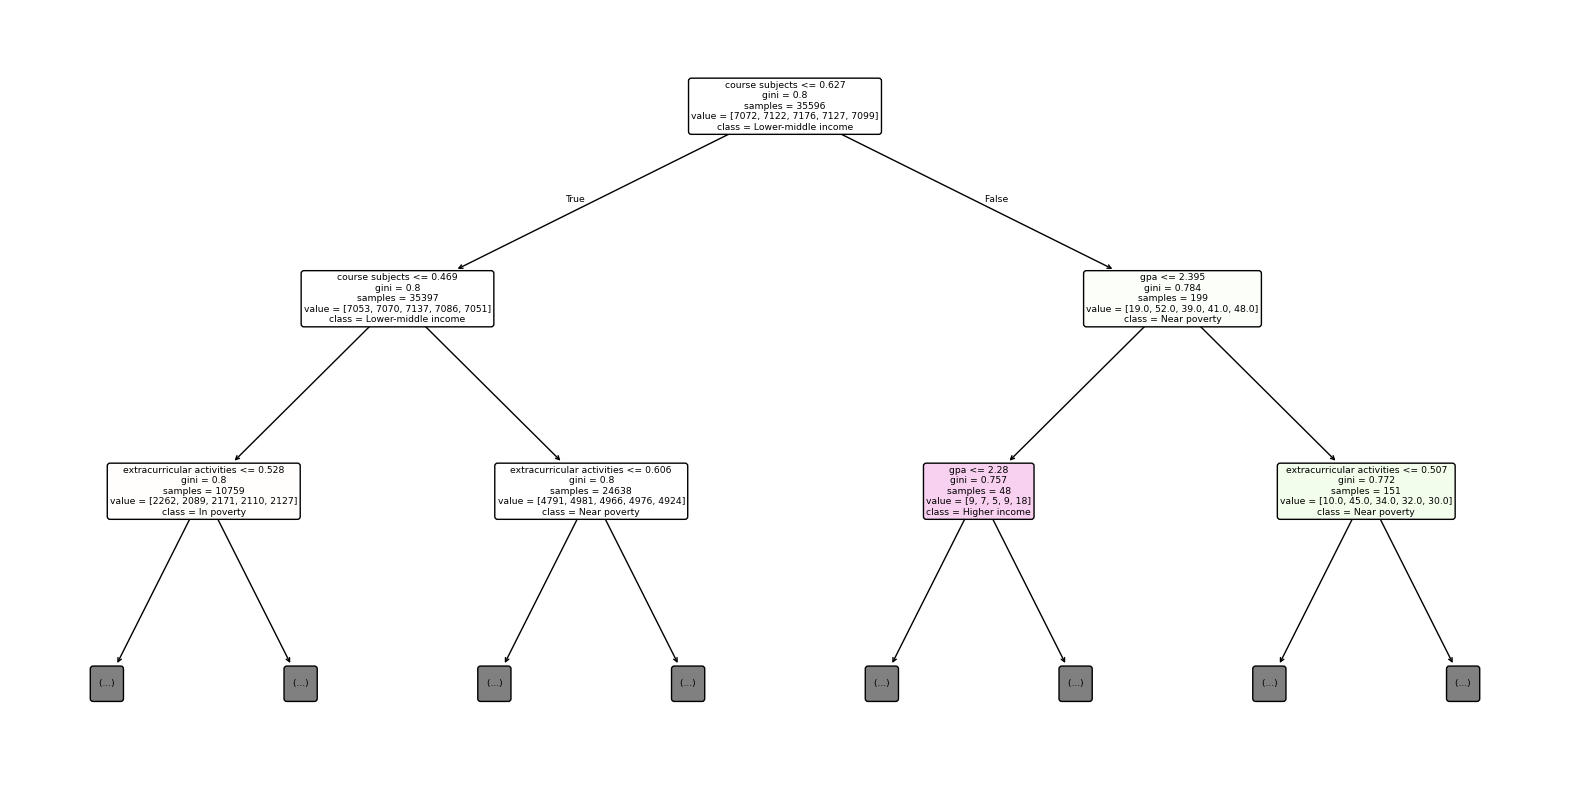 course subjects <= 0.627
gini = 0.8
samples = 35596
value = [7072, 7122, 7176, 7127, 7099]
class = Lower-middle income
True
False
course subjects <= 0.469
gini = 0.8
samples = 35397
value = [7053, 7070, 7137, 7086, 7051]
class = Lower-middle income
gpa <= 2.395
gini = 0.784
samples = 199
value = [19.0, 52.0, 39.0, 41.0, 48.0]
class = Near poverty
extracurricular activities <= 0.528
gini = 0.8
samples = 10759
value = [2262, 2089, 2171, 2110, 2127]
class = In poverty
extracurricular activities <= 0.606
gini = 0.8
samples = 24638
value = [4791, 4981, 4966, 4976, 4924]
class = Near poverty
gpa <= 2.28
gini = 0.757
samples = 48
value = [9, 7, 5, 9, 18]
class = Higher income
extracurricular activities <= 0.507
gini = 0.772
samples = 151
value = [10.0, 45.0, 34.0, 32.0, 30.0]
class = Near poverty
(...)
(...)
(...)
(...)
(...)
(...)
(...)
(...)